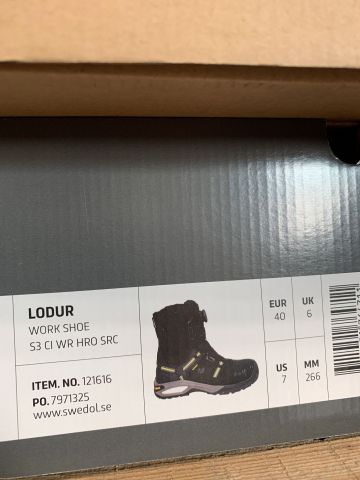 LODUR
WORK SHOE
S3 CI WR HRO SRC
ITEM. NO. 121616
PO. 7971325
www.swedol.se
EUR UK
40 6
US MM
7 266